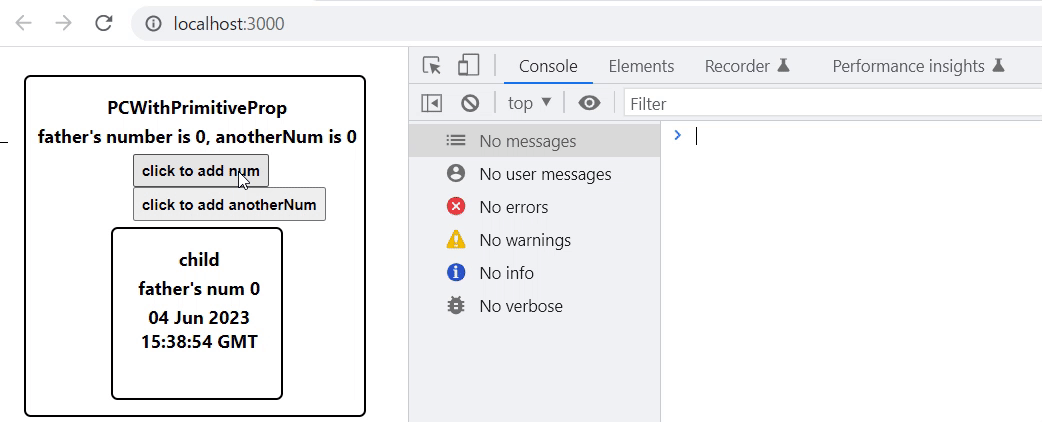 localhost:3000
PCWithPrimitiveProp
father's number is 0, anotherNum is 0
click to add num
click to add anotherNum
child
father's num 0
04 Jun 2023
15:38:54 GMT
Console Elements Recorder Performance insights
top ▼ Filter
No messages
No user messages
No errors
No warnings
No info
No verbose